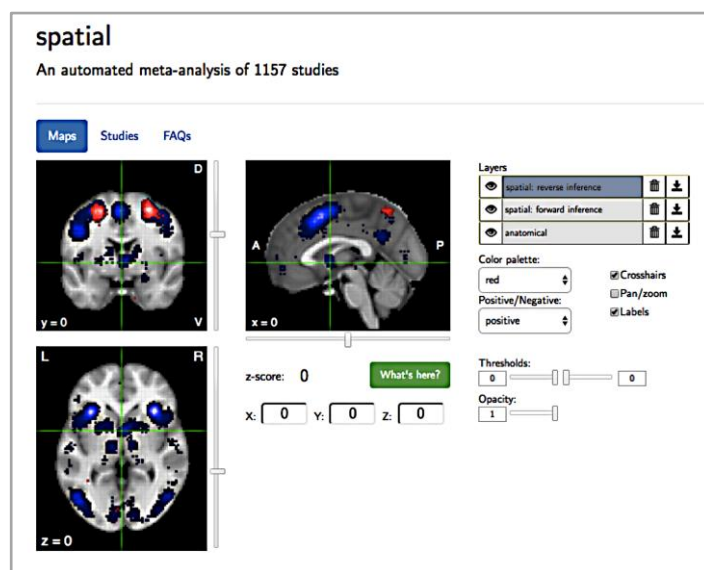 spatial
An automated meta-analysis of 1157 studies
Maps Studies FAQs
D
y = 0 V
A P
x = 0
L R
z = 0
Layers
spatial: reverse inference
spatial: forward inference
anatomical
Color palette:
red
Positive/Negative:
positive
Crosshairs
Pan/zoom
Labels
z-score: 0 What's here?
X: 0 Y: 0 Z: 0
Thresholds:
0 0
Opacity:
1